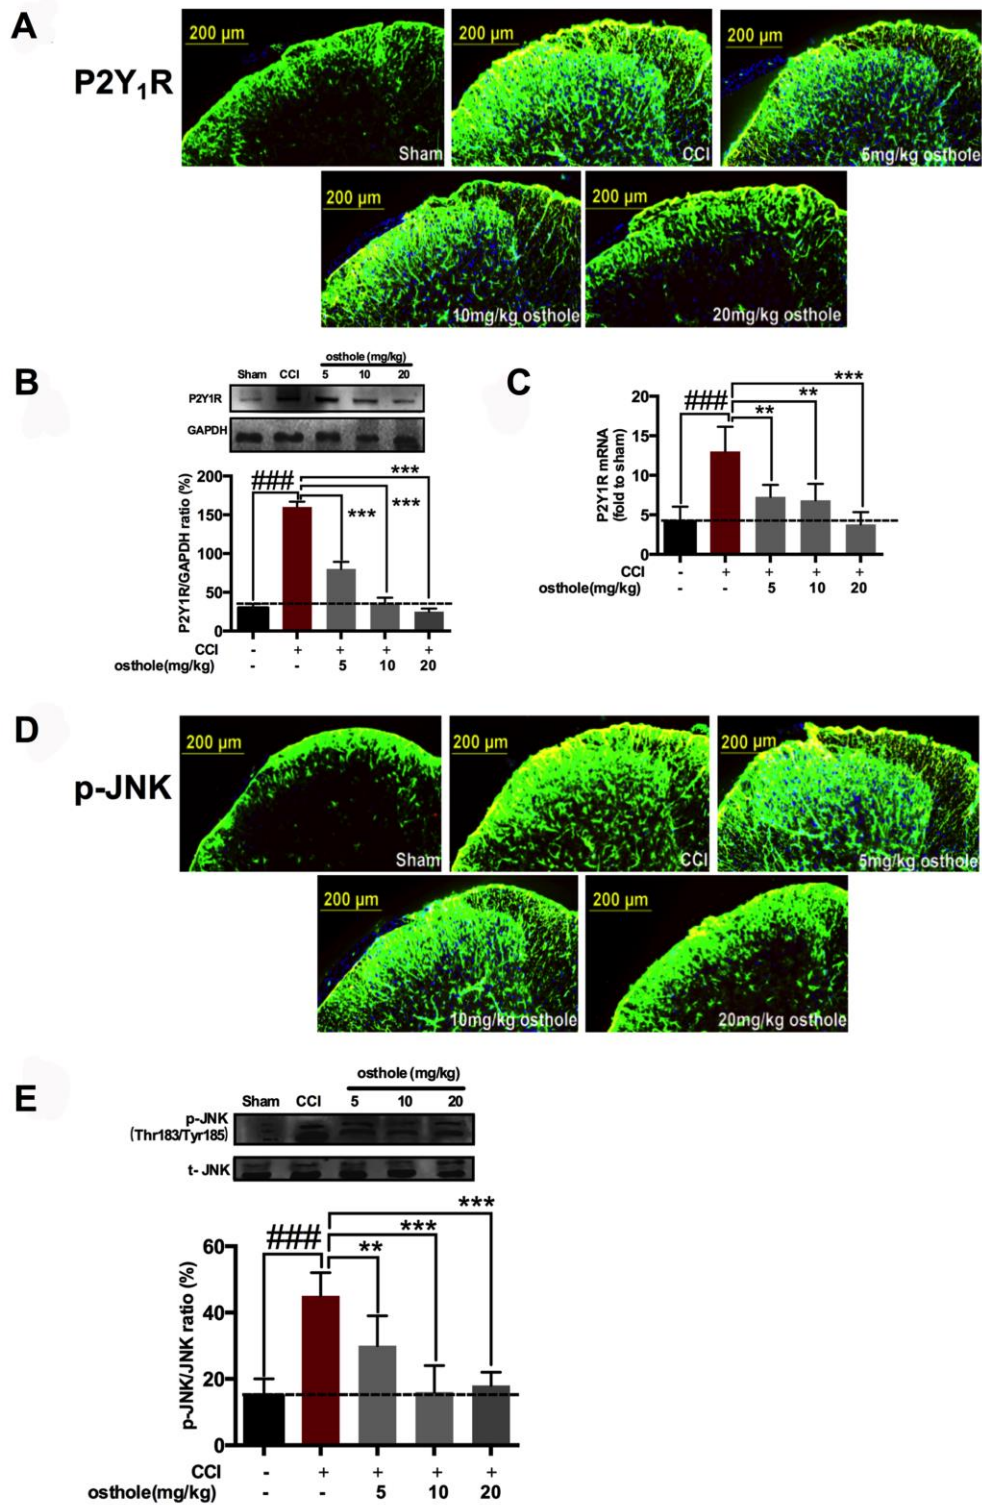 A
P2Y₁R
200 μm
Sham
200 μm
CCI
200 μm
5mg/kg osthole
200 μm
10mg/kg osthole
200 μm
20mg/kg osthole
B
osthole (mg/kg)
Sham CCI 5 10 20
P2Y1R
GAPDH
P2Y1R/GAPDH ratio (%)
200
150
100
50
0
###
***
***
***
CCI - + + + +
osthole(mg/kg) - - 5 10 20
C
P2Y1R mRNA
(fold to sham)
20
15
10
5
0
###
**
**
***
CCI - + + + +
osthole(mg/kg) - - 5 10 20
D
p-JNK
200 μm
Sham
200 μm
CCI
200 μm
5mg/kg osthole
200 μm
10mg/kg osthole
200 μm
20mg/kg osthole
E
osthole (mg/kg)
Sham CCI 5 10 20
p-JNK
(Thr183/Tyr185)
t- JNK
p-JNK/JNK ratio (%)
60
40
20
0
###
**
***
***
CCI - + + + +
osthole(mg/kg) - - 5 10 20